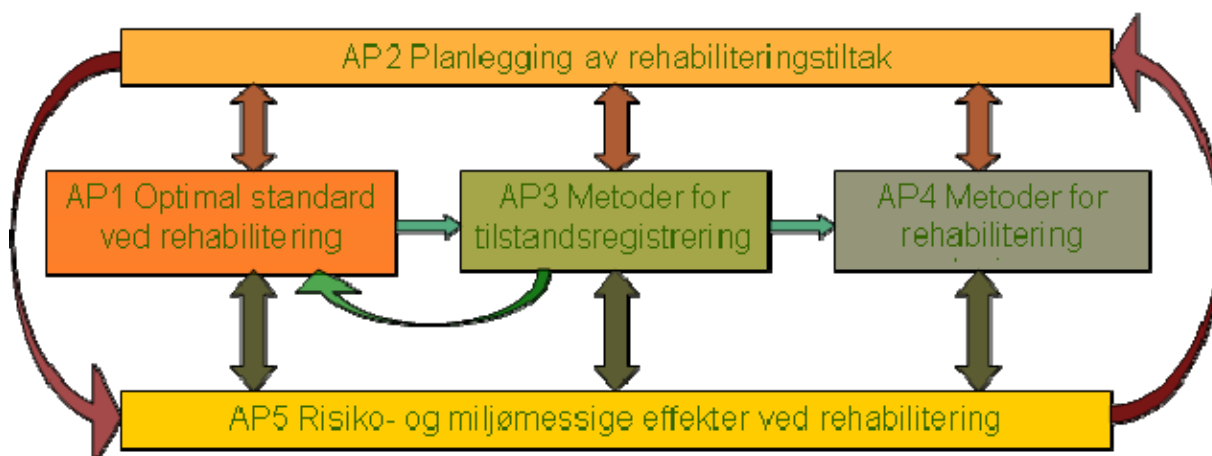 AP2 Planlegging av rehabiliteringstiltak
AP1 Optimal standard
ved rehabilitering
AP3 Metoder for
tilstandsregistrering
AP4 Metoder for
rehabilitering
AP5 Risiko- og miljømessige effekter ved rehabilitering